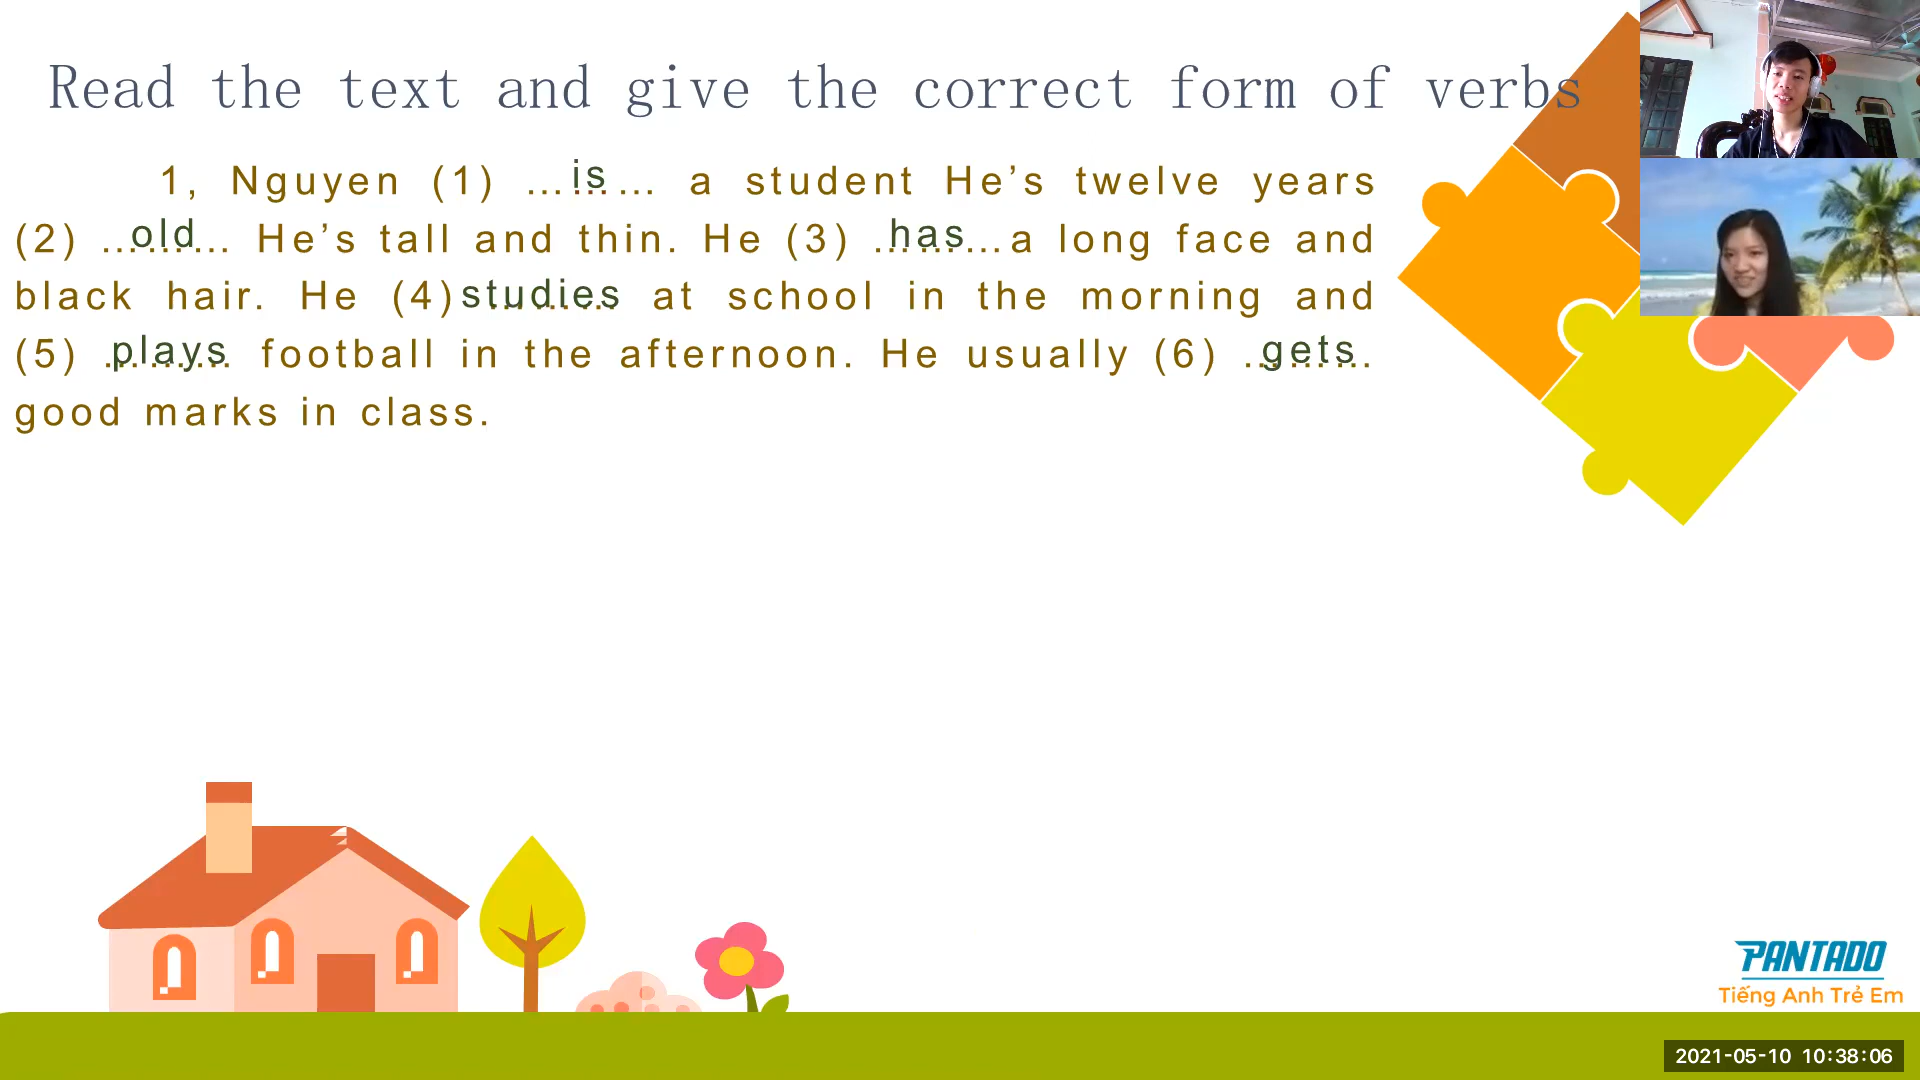 Read the text and give the correct form of verbs
1, Nguyen (1) …is… a student He’s twelve years
(2) …old…… He’s tall and thin. He (3) …has……a long face and
black hair. He (4)studies at school in the morning and
(5) plays football in the afternoon. He usually (6) …gets….
good marks in class.
PANTADO
Tiếng Anh Trẻ Em
2021-05-10 10:38:06